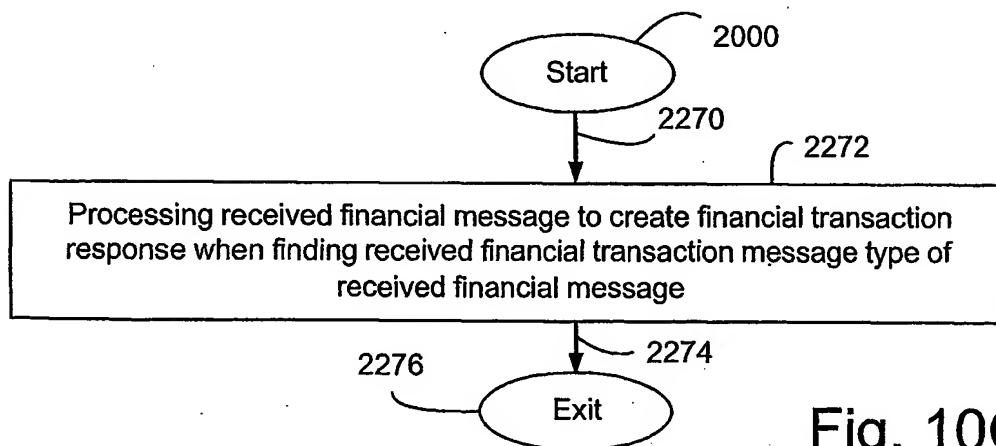 2000
Start
2270
2272
Processing received financial message to create financial transaction
response when finding received financial transaction message type of
received financial message
2274
2276
Exit